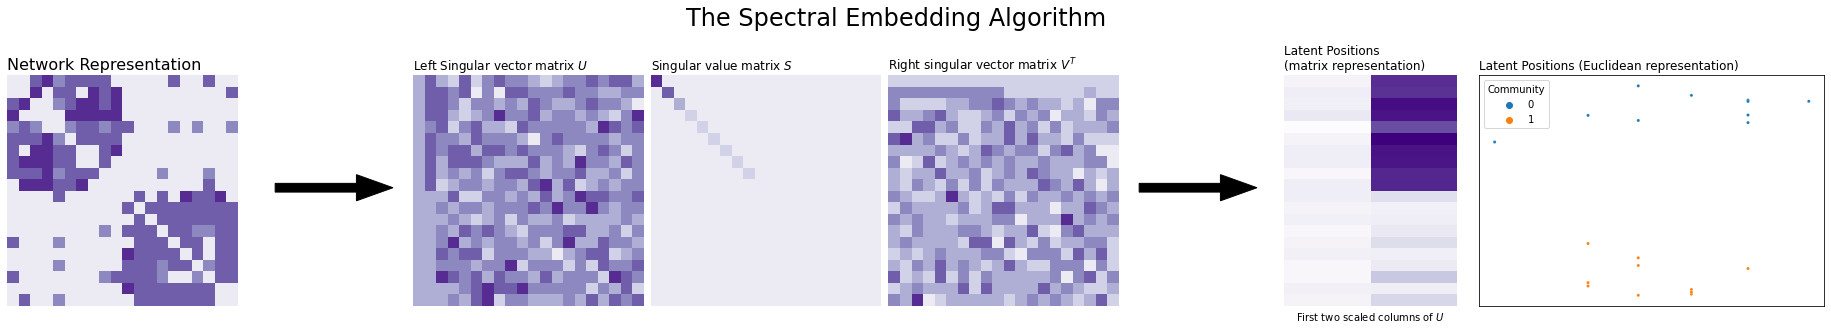 The Spectral Embedding Algorithm
Network Representation
Left Singular vector matrix U
Singular value matrix S
Right singular vector matrix V^T
Latent Positions
(matrix representation)
First two scaled columns of U
Latent Positions (Euclidean representation)
Community
0
1